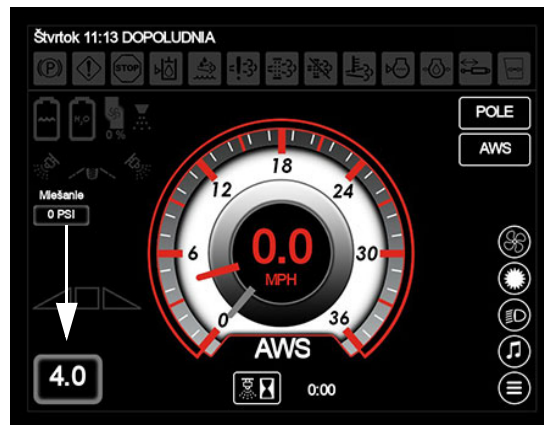 Štvrtok 11:13 DOPOLUDNIA
P
STOP
N₂O
0 %
POLE
AWS
Miešanie
0 PSI
0
6
12
18
24
30
36
0.0
MPH
AWS
4.0
0:00